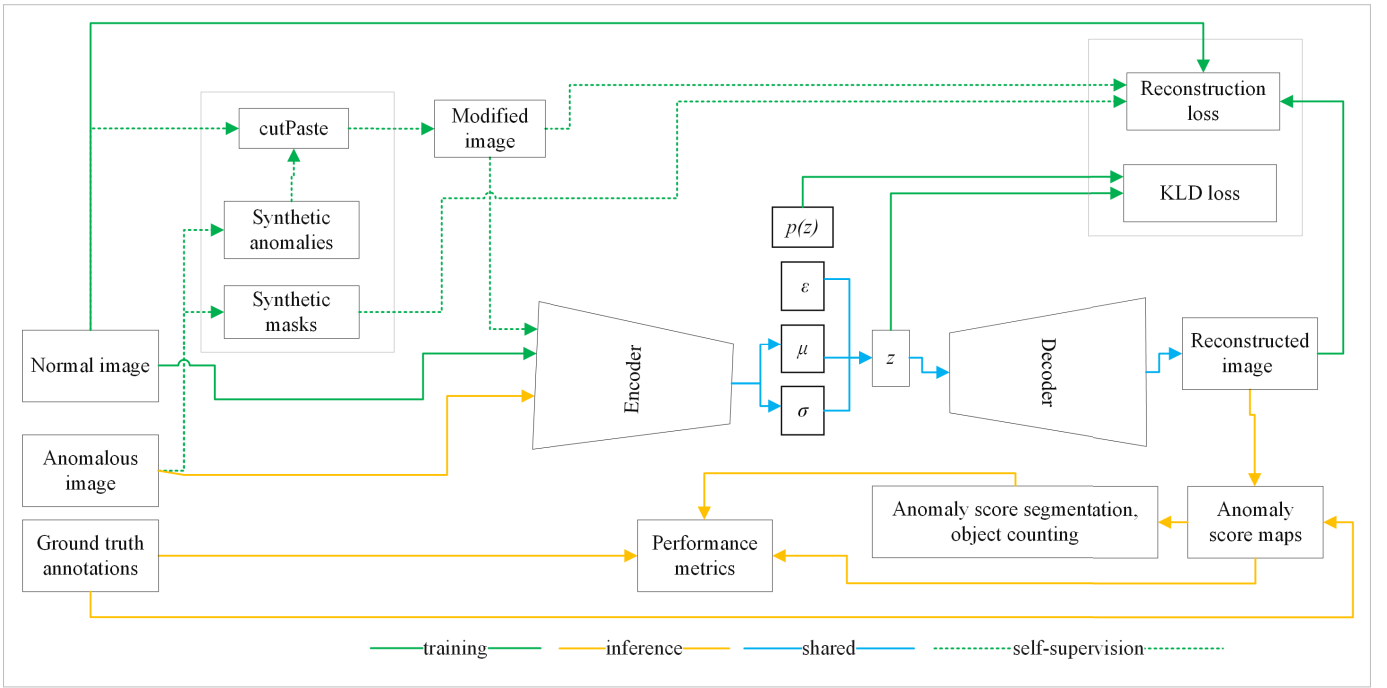 Reconstruction
loss
cutPaste
Modified
image
KLD loss
Synthetic
anomalies
p(z)
ε
Synthetic
masks
Normal image
Encoder
μ
z
Decoder
Reconstructed
image
σ
Anomalous
image
Anomaly score segmentation,
object counting
Anomaly
score maps
Ground truth
annotations
Performance
metrics
training
inference
shared
self-supervision